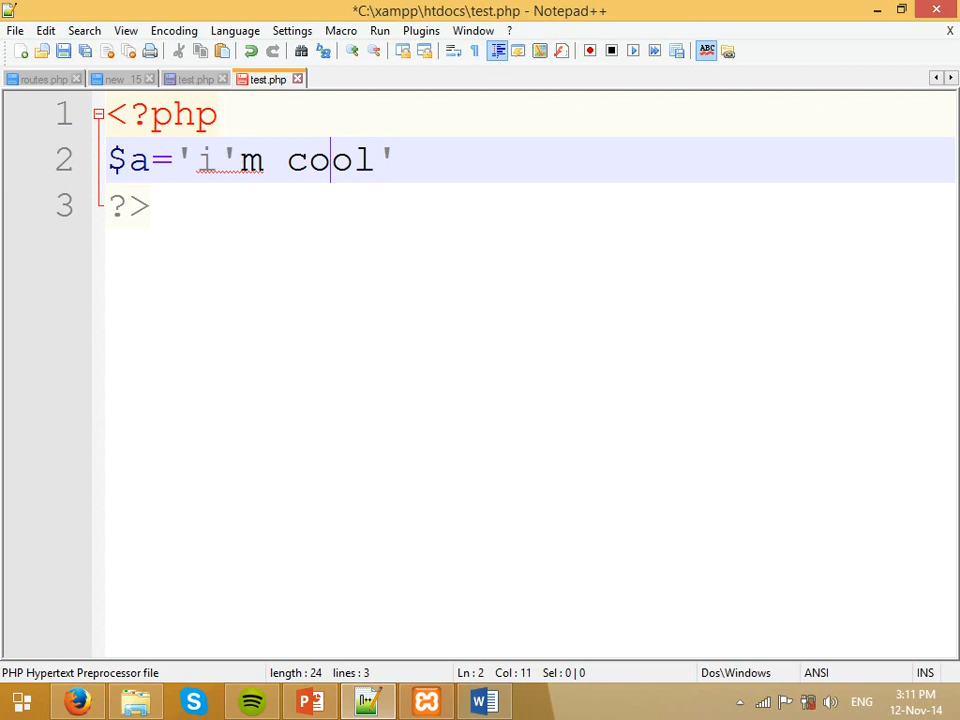 *C:\xampp\htdocs\test.php - Notepad++
File Edit Search View Encoding Language Settings Macro Run Plugins Window ? X
ABC
routes.php new 15 test.php test.php
1 <?php
2 $a='i'm cool'
3 ?>
PHP Hypertext Preprocessor file length : 24 lines : 3 Ln : 2 Col : 11 Sel : 0 | 0 Dos\Windows ANSI INS
S P N++ W ENG 3:11 PM
12-Nov-14